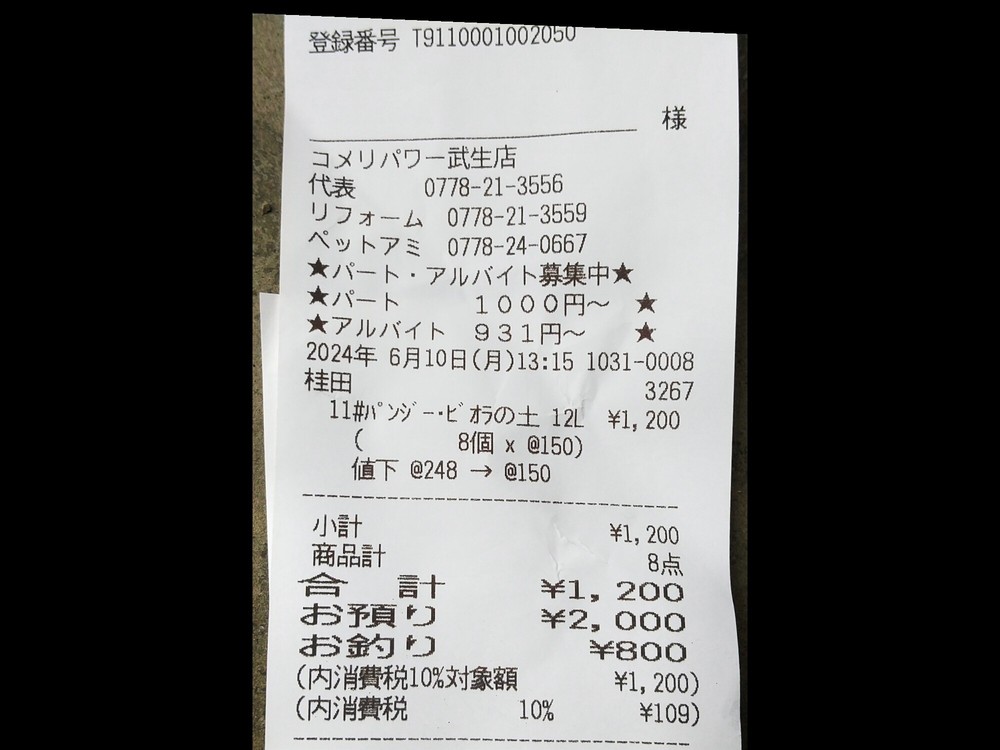 登録番号 T9110001002050
様
コメリパワー武生店
代表 0778-21-3556
リフォーム 0778-21-3559
ペットアミ 0778-24-0667
★パート・アルバイト募集中★
★パート １０００円～ ★
★アルバイト ９３１円～ ★
2024年 6月10日(月)13:15 1031-0008
桂田 3267
11#ﾊﾟﾝｼﾞｰ･ﾋﾞｵﾗの土 12L ¥1,200
( 8個 x @150)
値下 @248 → @150
小計 ¥1,200
商品計 8点
合 計 ¥1,200
お預り ¥2,000
お釣り ¥800
(内消費税10%対象額 ¥1,200)
(内消費税 10% ¥109)